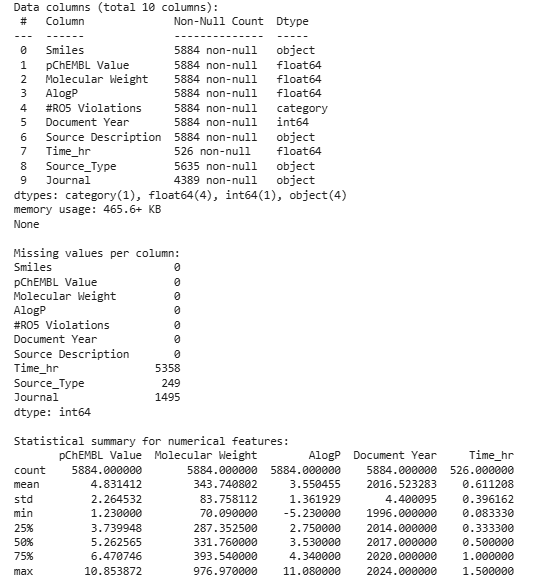 Data columns (total 10 columns):
 #   Column              Non-Null Count  Dtype
---  ------              --------------  -----
 0   Smiles              5884 non-null   object
 1   pChEMBL Value       5884 non-null   float64
 2   Molecular Weight    5884 non-null   float64
 3   AlogP               5884 non-null   float64
 4   #RO5 Violations     5884 non-null   category
 5   Document Year       5884 non-null   int64
 6   Source Description  5884 non-null   object
 7   Time_hr             526 non-null    float64
 8   Source_Type         5635 non-null   object
 9   Journal             4389 non-null   object
dtypes: category(1), float64(4), int64(1), object(4)
memory usage: 465.6+ KB
None

Missing values per column:
Smiles                   0
pChEMBL Value            0
Molecular Weight         0
AlogP                    0
#RO5 Violations          0
Document Year            0
Source Description       0
Time_hr               5358
Source_Type            249
Journal               1495
dtype: int64

Statistical summary for numerical features:
       pChEMBL Value  Molecular Weight        AlogP  Document Year     Time_hr
count    5884.000000       5884.000000  5884.000000    5884.000000  526.000000
mean        4.831412        343.740802     3.550455    2016.523283    0.611208
std         2.264532         83.758112     1.361929       4.400095    0.396162
min         1.230000         70.090000    -5.230000    1996.000000    0.083330
25%         3.739948        287.352500     2.750000    2014.000000    0.333300
50%         5.262565        331.760000     3.530000    2017.000000    0.500000
75%         6.470746        393.540000     4.340000    2020.000000    1.000000
max        10.853872        976.970000    11.080000    2024.000000    1.500000